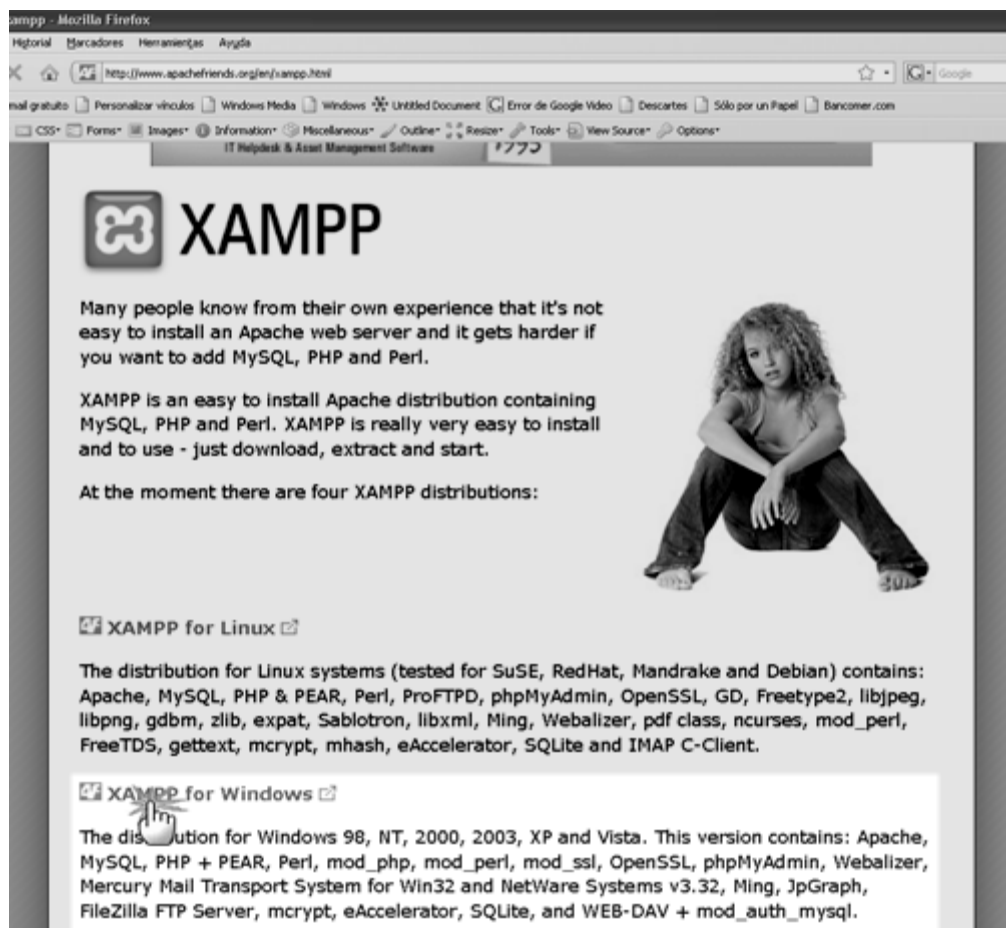 ampp - Mozilla Firefox
Historial Marcadores Herramientas Ayuda
http://www.apachefriends.org/en/xampp.html
Google
mail gratuito Personalizar vínculos Windows Media Windows Untitled Document Error de Google Video Descartes Sólo por un Papel Bancomer.com
CSS Forms Images Information Miscellaneous Outline Resize Tools View Source Options
IT Helpdesk & Asset Management Software
XAMPP
Many people know from their own experience that it's not
easy to install an Apache web server and it gets harder if
you want to add MySQL, PHP and Perl.
XAMPP is an easy to install Apache distribution containing
MySQL, PHP and Perl. XAMPP is really very easy to install
and to use - just download, extract and start.
At the moment there are four XAMPP distributions:
XAMPP for Linux
The distribution for Linux systems (tested for SuSE, RedHat, Mandrake and Debian) contains:
Apache, MySQL, PHP & PEAR, Perl, ProFTPD, phpMyAdmin, OpenSSL, GD, Freetype2, libjpeg,
libpng, gdbm, zlib, expat, Sablotron, libxml, Ming, Webalizer, pdf class, ncurses, mod_perl,
FreeTDS, gettext, mcrypt, mhash, eAccelerator, SQLite and IMAP C-Client.
XAMPP for Windows
The distribution for Windows 98, NT, 2000, 2003, XP and Vista. This version contains: Apache,
MySQL, PHP + PEAR, Perl, mod_php, mod_perl, mod_ssl, OpenSSL, phpMyAdmin, Webalizer,
Mercury Mail Transport System for Win32 and NetWare Systems v3.32, Ming, JpGraph,
FileZilla FTP Server, mcrypt, eAccelerator, SQLite, and WEB-DAV + mod_auth_mysql.